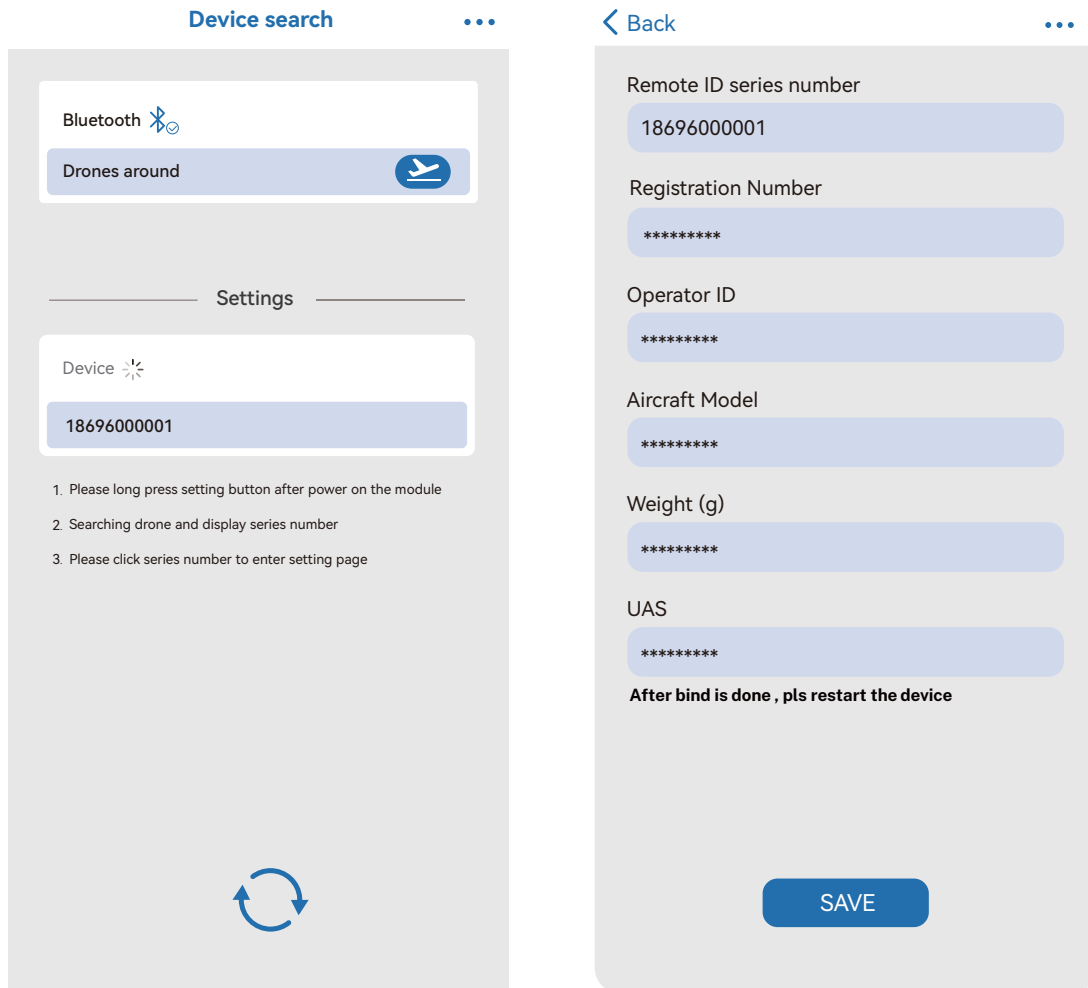 Device search
Bluetooth
Drones around
Settings
Device
18696000001
1. Please long press setting button after power on the module
2. Searching drone and display series number
3. Please click series number to enter setting page
Back
Remote ID series number
18696000001
Registration Number
*********
Operator ID
*********
Aircraft Model
*********
Weight (g)
*********
UAS
*********
After bind is done , pls restart the device
SAVE